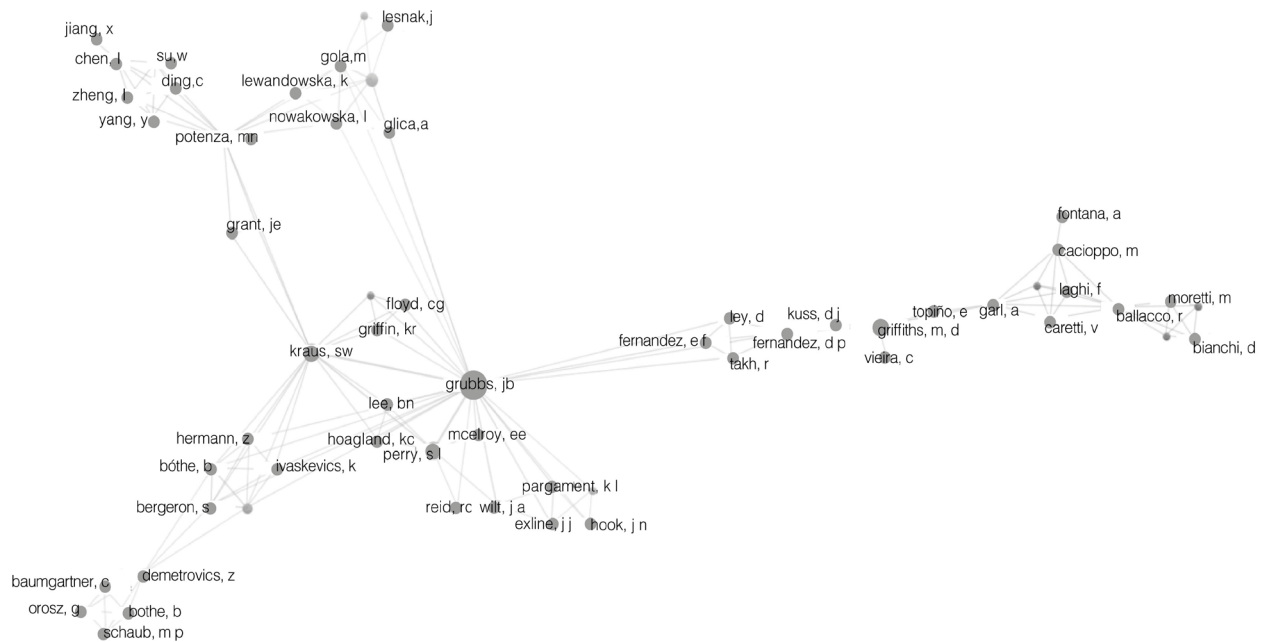 lesnak,j
jiang, x
chen, l
su,w
gola,m
ding,c
lewandowska, k
zheng, l
yang, y
nowakowska, l
glica,a
potenza, mn
grant, je
fontana, a
cacioppo, m
laghi, f
floyd, cg
moretti, m
ley, d
kuss, d j
topiño, e
garl, a
ballacco, r
griffin, kr
griffiths, m, d
caretti, v
fernandez, e f
fernandez, d p
bianchi, d
kraus, sw
takh, r
vieira, c
grubbs, jb
lee, bn
hermann, z
hoagland, kc
mcelroy, ee
perry, s l
bóthe, b
ivaskevics, k
pargament, k l
bergeron, s
reid, rc
wilt, j a
exline, j j
hook, j n
demetrovics, z
baumgartner, c
orosz, g
bothe, b
schaub, m p